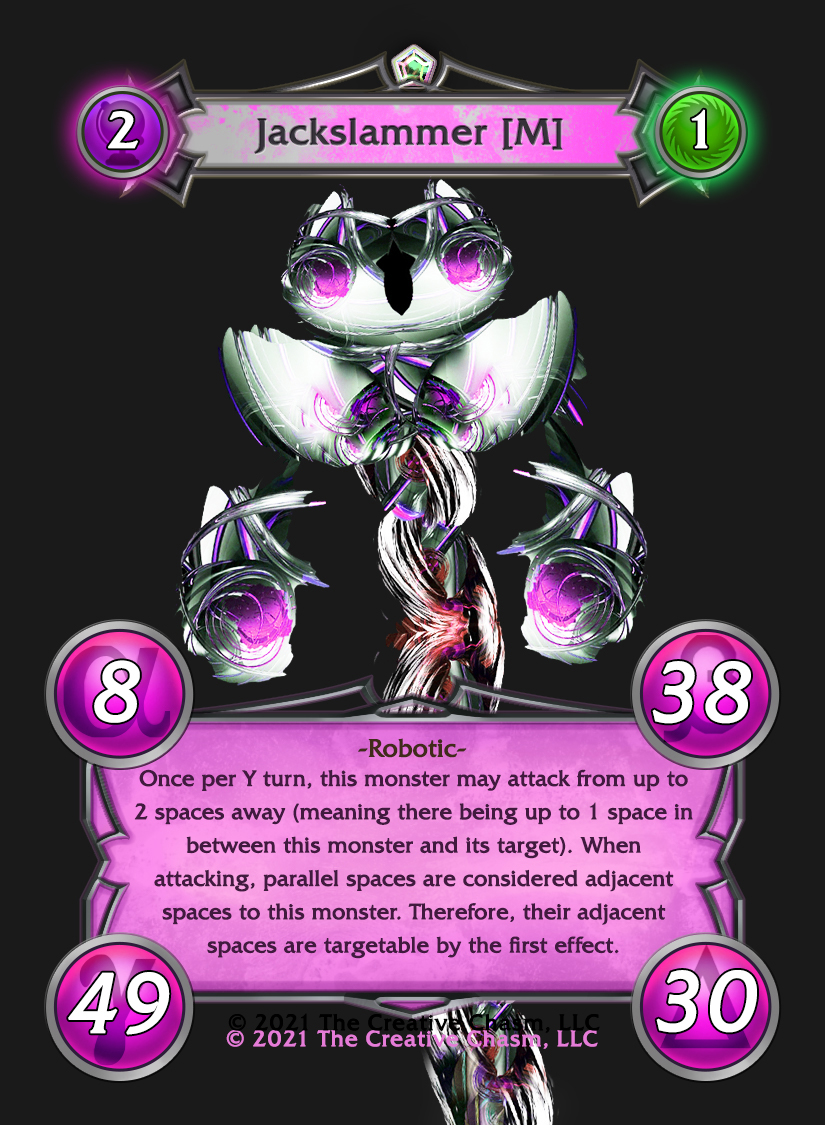 2
Jackslammer [M]
1
8
38
-Robotic-
Once per Y turn, this monster may attack from up to
2 spaces away (meaning there being up to 1 space in
between this monster and its target). When
attacking, parallel spaces are considered adjacent
spaces to this monster. Therefore, their adjacent
spaces are targetable by the first effect.
49
30
© 2021 The Creative Chasm, LLC
© 2021 The Creative Chasm, LLC